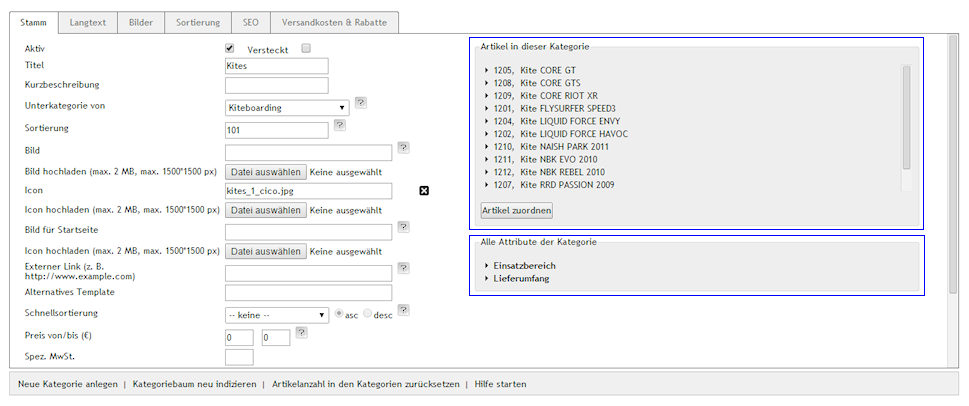 Stamm Langtext Bilder Sortierung SEO Versandkosten & Rabatte
Aktiv Versteckt
Titel Kites
Kurzbeschreibung
Unterkategorie von Kiteboarding ?
Sortierung 101 ?
Bild ?
Bild hochladen (max. 2 MB, max. 1500*1500 px) Datei auswählen Keine ausgewählt
Icon kites_1_cico.jpg
Icon hochladen (max. 2 MB, max. 1500*1500 px) Datei auswählen Keine ausgewählt
Bild für Startseite ?
Icon hochladen (max. 2 MB, max. 1500*1500 px) Datei auswählen Keine ausgewählt
Externer Link (z. B.
http://www.example.com) ?
Alternatives Template
Schnellsortierung -- keine -- asc desc ?
Preis von/bis (€) 0 0 ?
Spez. MwSt.
Artikel in dieser Kategorie
1205, Kite CORE GT
1208, Kite CORE GTS
1209, Kite CORE RIOT XR
1201, Kite FLYSURFER SPEED3
1204, Kite LIQUID FORCE ENVY
1202, Kite LIQUID FORCE HAVOC
1210, Kite NAISH PARK 2011
1211, Kite NBK EVO 2010
1212, Kite NBK REBEL 2010
1207, Kite RRD PASSION 2009
Artikel zuordnen
Alle Attribute der Kategorie
Einsatzbereich
Lieferumfang
Neue Kategorie anlegen | Kategoriebaum neu indizieren | Artikelanzahl in den Kategorien zurücksetzen | Hilfe starten